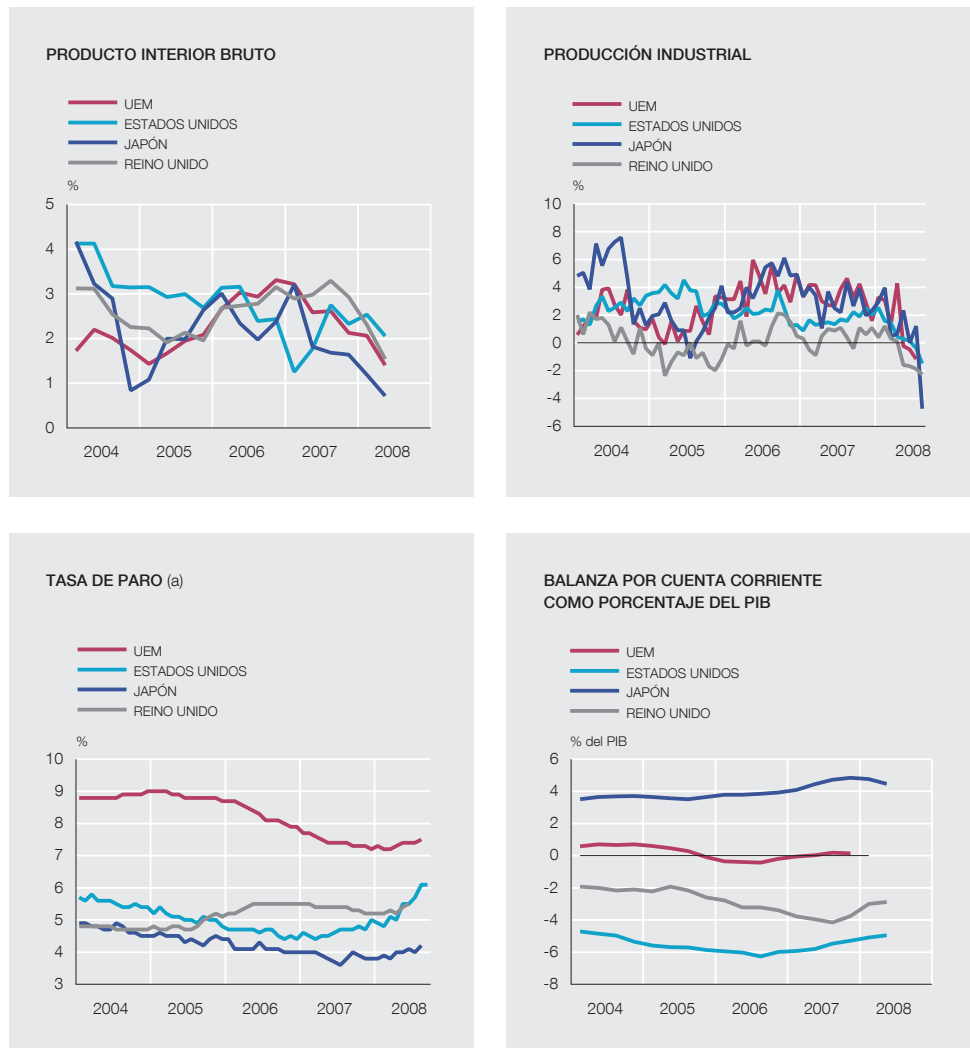 PRODUCTO INTERIOR BRUTO
UEM
ESTADOS UNIDOS
JAPÓN
REINO UNIDO
%
5
4
3
2
1
0
2004 2005 2006 2007 2008
PRODUCCIÓN INDUSTRIAL
UEM
ESTADOS UNIDOS
JAPÓN
REINO UNIDO
%
10
8
6
4
2
0
-2
-4
-6
2004 2005 2006 2007 2008
TASA DE PARO (a)
UEM
ESTADOS UNIDOS
JAPÓN
REINO UNIDO
%
10
9
8
7
6
5
4
3
2004 2005 2006 2007 2008
BALANZA POR CUENTA CORRIENTE
COMO PORCENTAJE DEL PIB
UEM
ESTADOS UNIDOS
JAPÓN
REINO UNIDO
% del PIB
6
4
2
0
-2
-4
-6
-8
2004 2005 2006 2007 2008